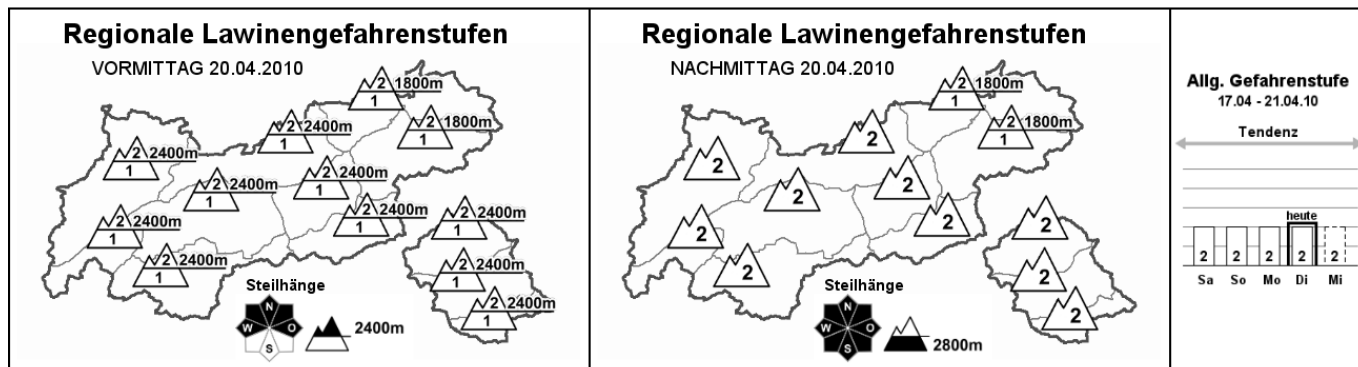 Regionale Lawinengefahrenstufen
VORMITTAG 20.04.2010
2 1800m
1
2 1800m
1
2 2400m
1
2 2400m
1
2 2400m
1
2 2400m
1
2 2400m
1
2 2400m
1
2 2400m
1
2 2400m
1
2 2400m
1
2 2400m
1
Steilhänge
N
W O
S
2400m
Regionale Lawinengefahrenstufen
NACHMITTAG 20.04.2010
2 1800m
1
2 1800m
1
2
2
2
2
2
2
2
2
2
2
Steilhänge
N
W O
S
2800m
Allg. Gefahrenstufe
17.04 - 21.04.10
Tendenz
heute
2 2 2 2 2
Sa So Mo Di Mi